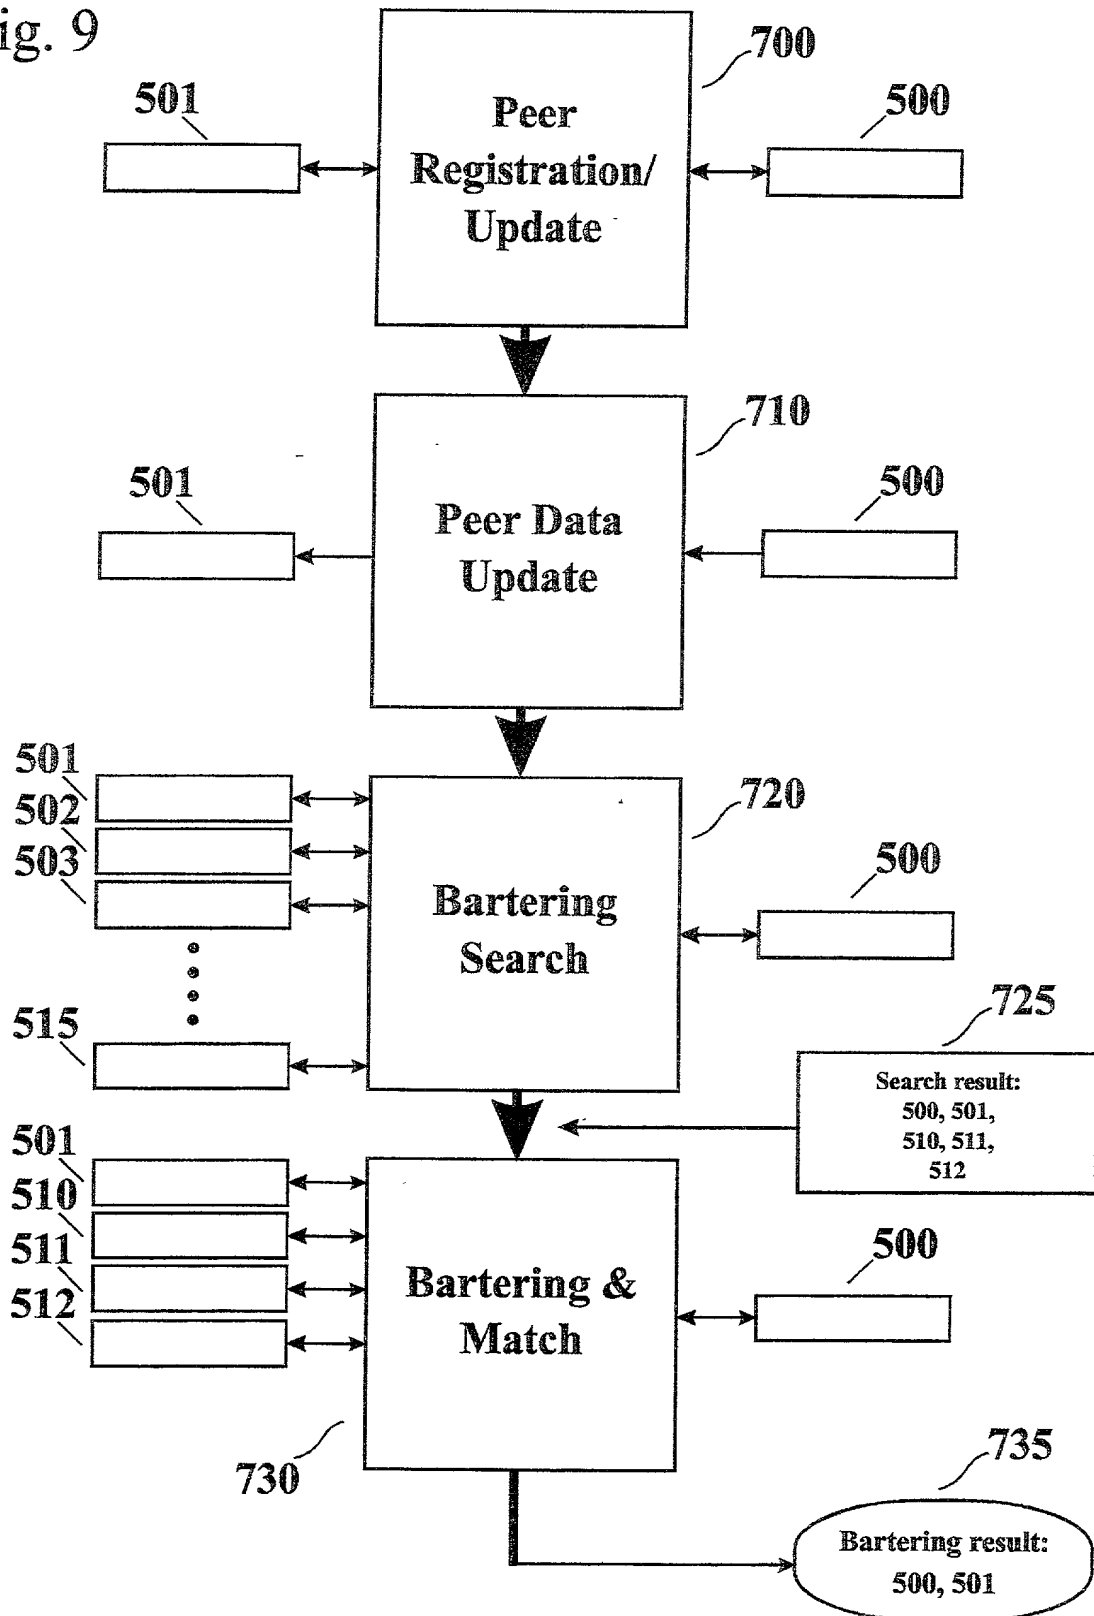 ig. 9
700
501
500
Peer
Registration/
Update
710
501
500
Peer Data
Update
501
502
503
720
500
Bartering
Search
515
725
Search result:
500, 501,
510, 511,
512
501
510
511
512
500
Bartering &
Match
730
735
Bartering result:
500, 501